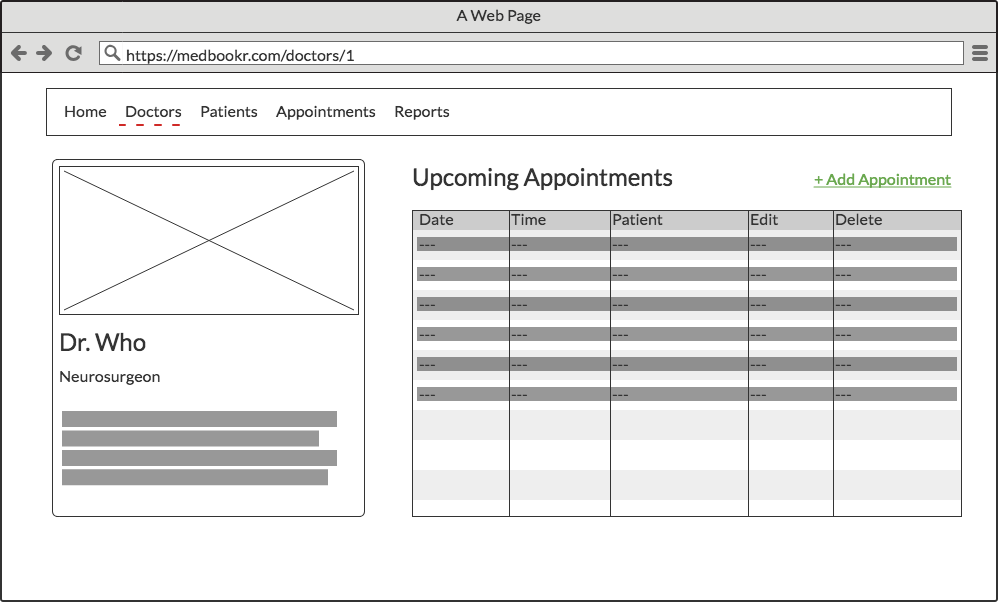 A Web Page
https://medbookr.com/doctors/1
Home Doctors Patients Appointments Reports
Upcoming Appointments
+ Add Appointment
Dr. Who
Neurosurgeon
Date Time Patient Edit Delete
--- --- --- --- ---
--- --- --- --- ---
--- --- --- --- ---
--- --- --- --- ---
--- --- --- --- ---
--- --- --- --- ---